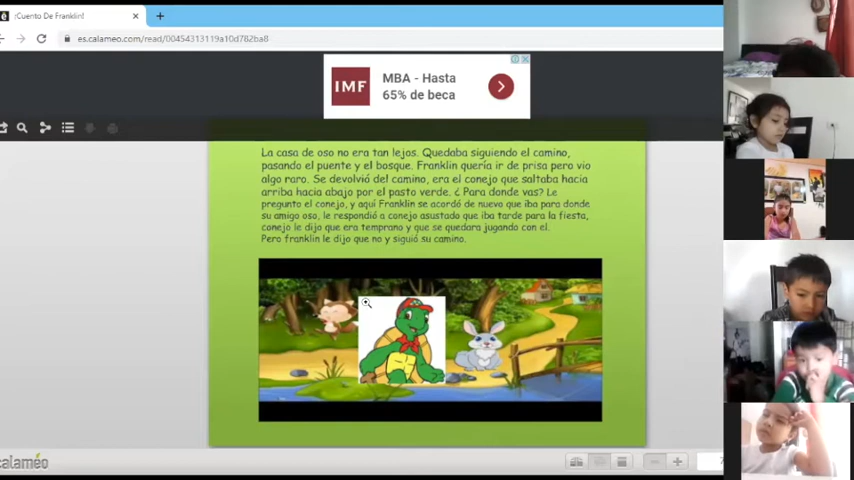 ¡Cuento De Franklin!
es.calameo.com/read/00454313119a10d782ba8
IMF
MBA - Hasta
65% de beca
La casa de oso no era tan lejos. Quedaba siguiendo el camino,
pasando el puente y el bosque. Franklin quería ir de prisa pero vio
algo raro. Se devolvió del camino, era el conejo que saltaba hacia
arriba hacia abajo por el pasto verde. ¿ Para donde vas? Le
pregunto el conejo, y aquí Franklin se acordó de nuevo que iba para donde
su amigo oso, le respondió a conejo asustado que iba tarde para la fiesta,
conejo le dijo que era temprano y que se quedara jugando con el.
Pero franklin le dijo que no y siguió su camino.
calaméo
7